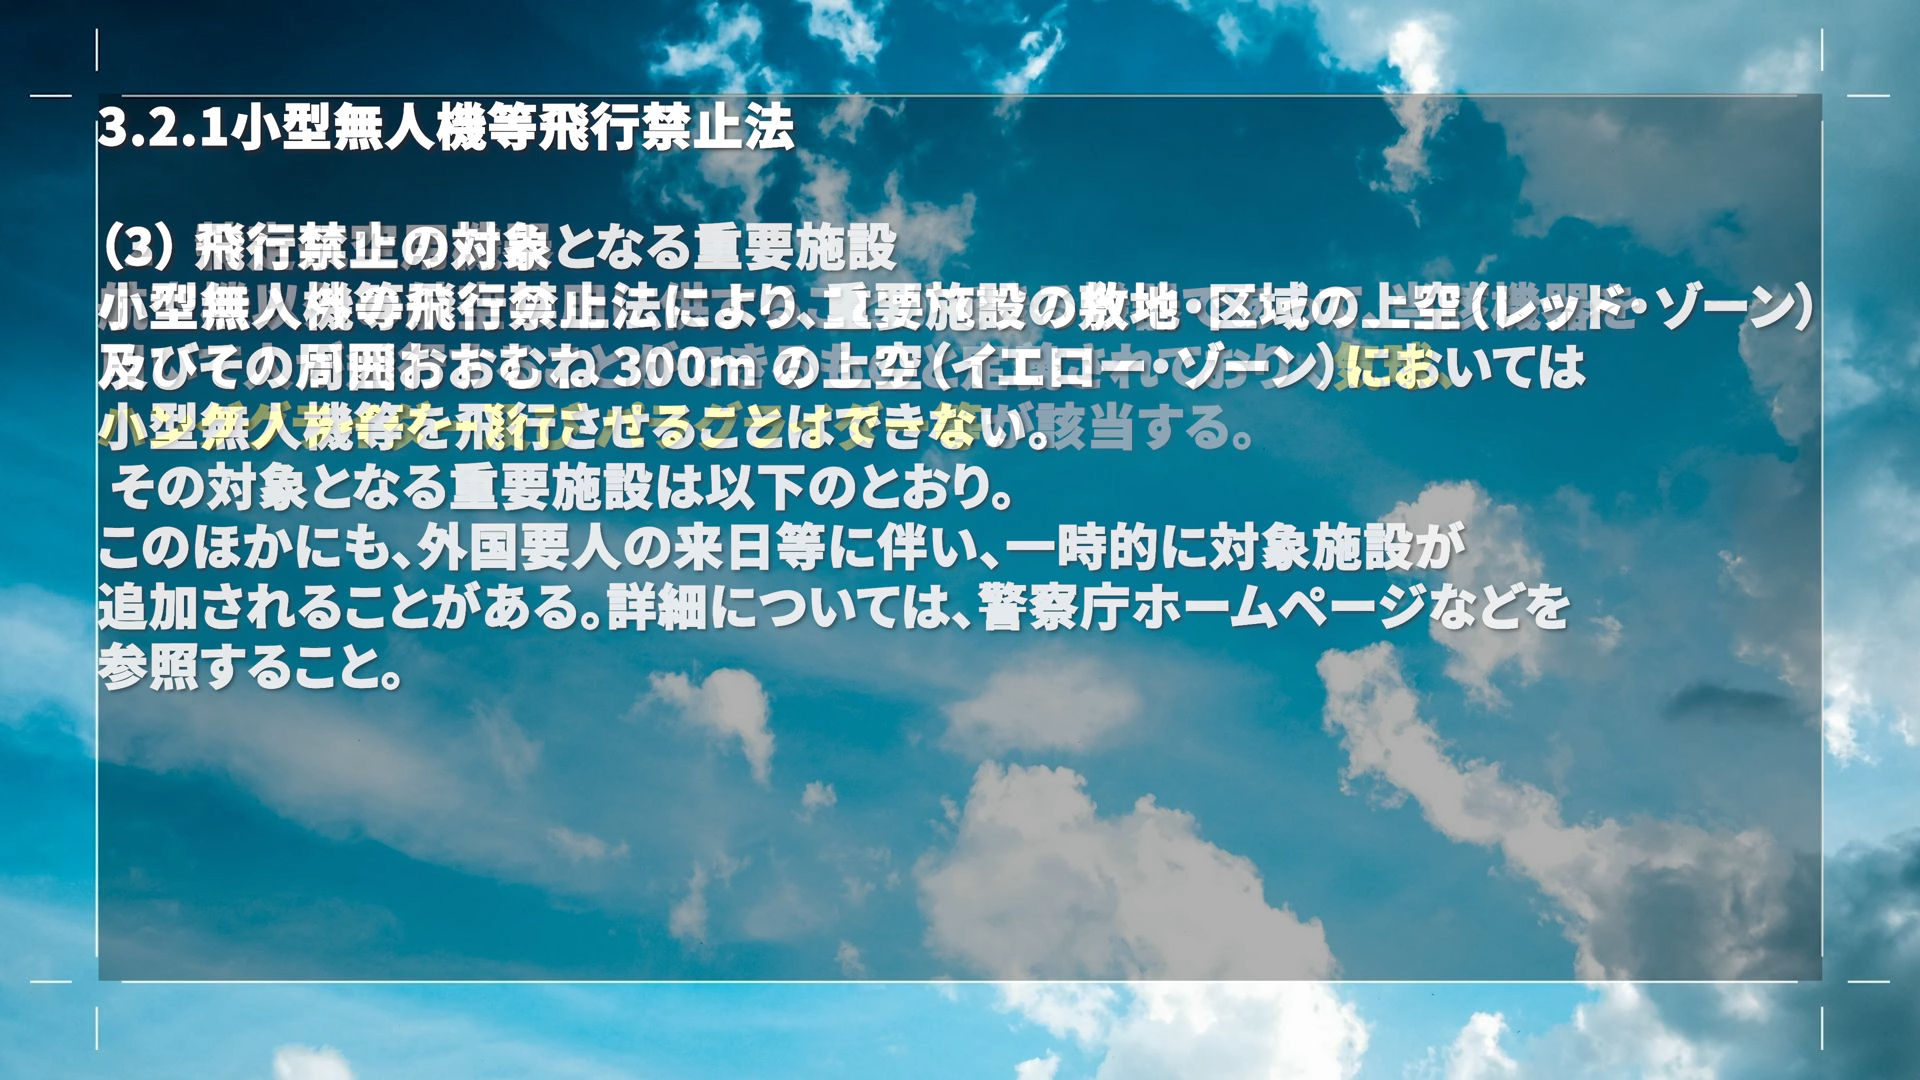 3.2.1小型無人機等飛行禁止法
（3）飛行禁止の対象となる重要施設
小型無人機等飛行禁止法により、重要施設の敷地・区域の上空（レッド・ゾーン）
及びその周囲おおむね 300m の上空（イエロー・ゾーン）においては
小型無人機等を飛行させることはできない。が該当する。
その対象となる重要施設は以下のとおり。
このほかにも、外国要人の来日等に伴い、一時的に対象施設が
追加されることがある。詳細については、警察庁ホームページなどを
参照すること。